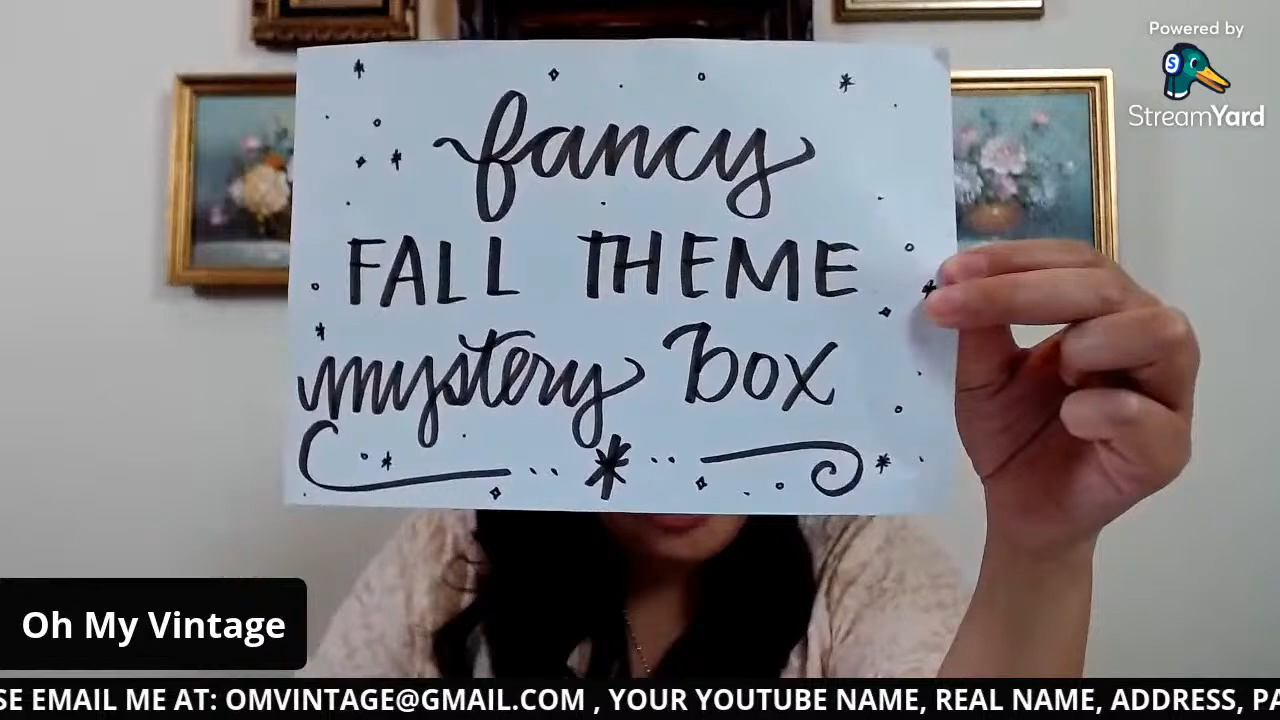 Powered by
S
StreamYard
fancy
FALL THEME
mystery box
Oh My Vintage
SE EMAIL ME AT: OMVINTAGE@GMAIL.COM , YOUR YOUTUBE NAME, REAL NAME, ADDRESS, PA